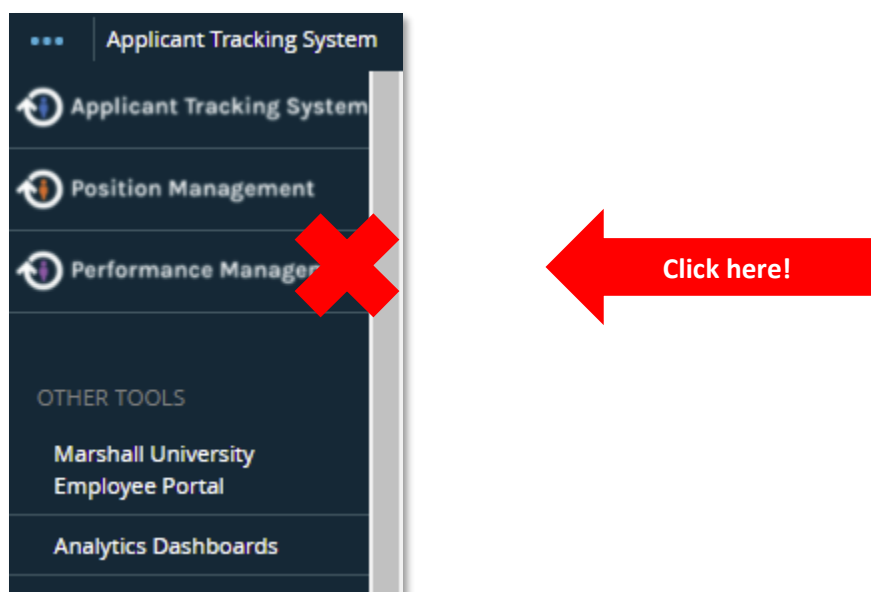 Applicant Tracking System
Applicant Tracking System
Position Management
Performance
Click here!
OTHER TOOLS
Marshall University
Employee Portal
Analytics Dashboards